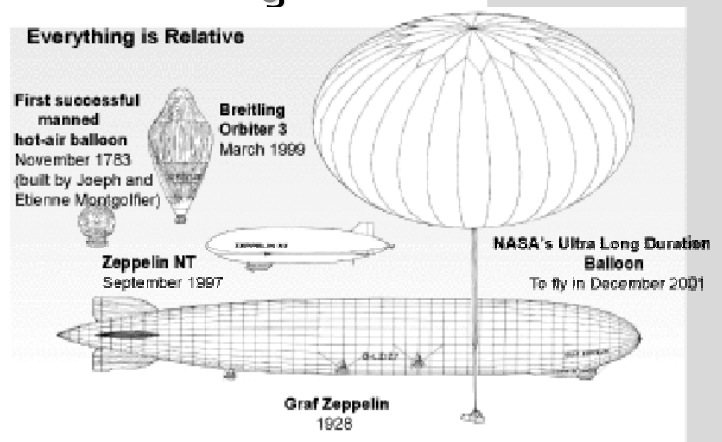 Everything is Relative
First successful
manned
hot-air balloon
November 1783
(built by Joeph and
Etienne Montgolfier)
Breitling
Orbiter 3
March 1999
ZEPPELIN NT
Zeppelin NT
September 1997
NASA's Ultra Long Duration
Balloon
To fly in December 2001
Graf Zeppelin
1928